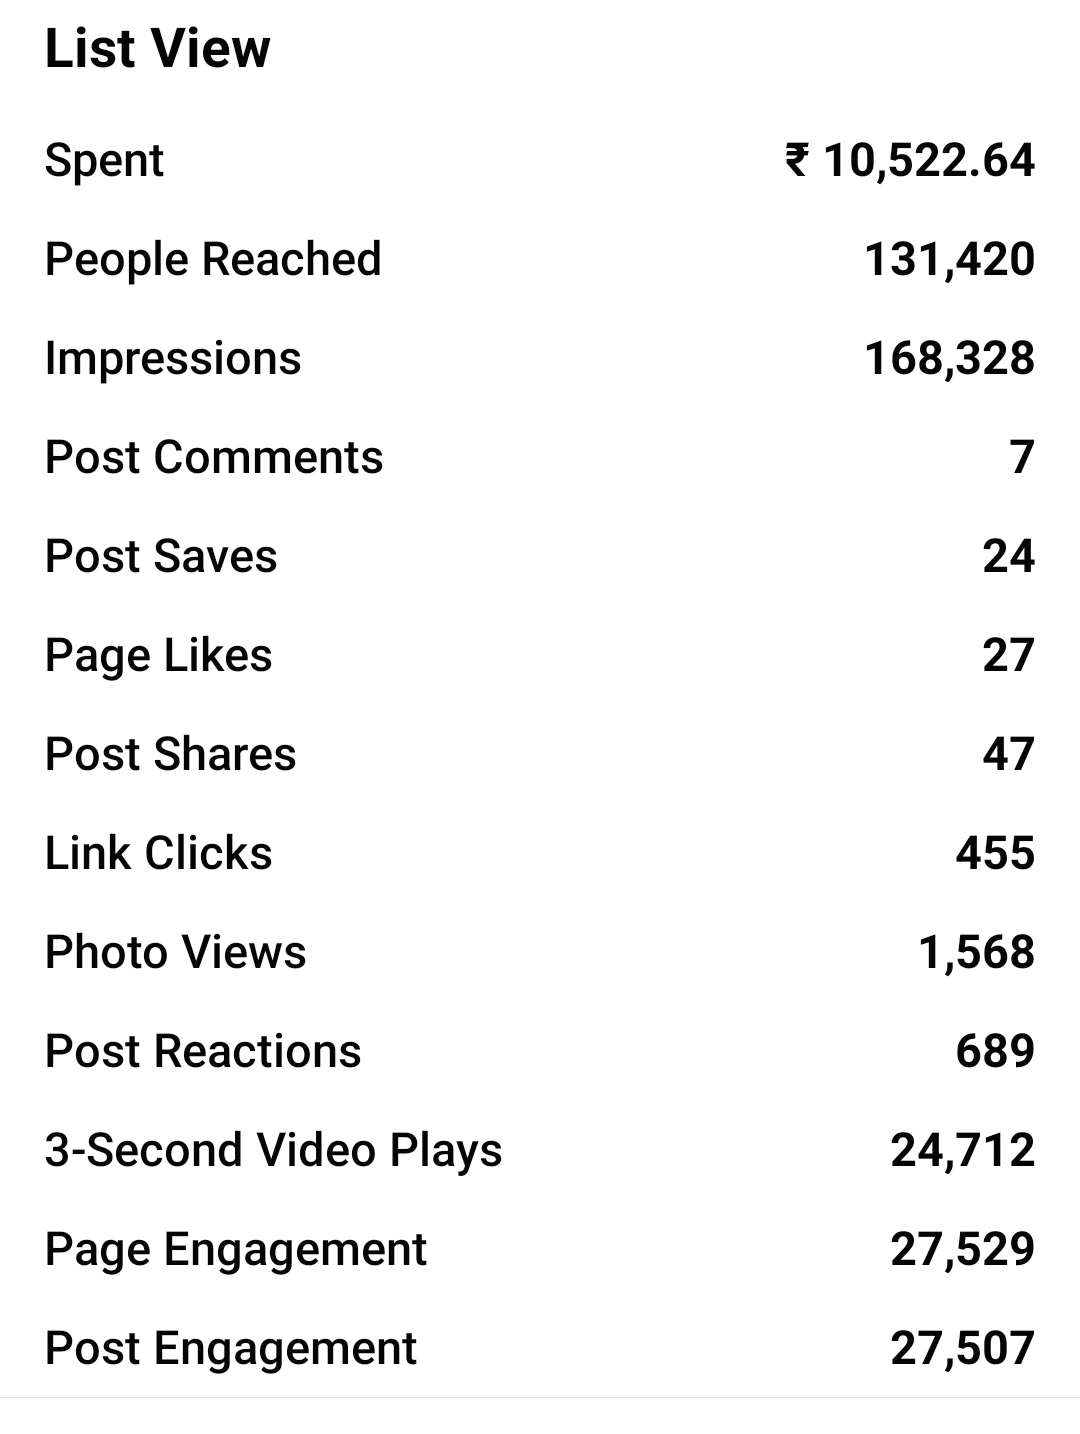 List View
Spent ₹ 10,522.64
People Reached 131,420
Impressions 168,328
Post Comments 7
Post Saves 24
Page Likes 27
Post Shares 47
Link Clicks 455
Photo Views 1,568
Post Reactions 689
3-Second Video Plays 24,712
Page Engagement 27,529
Post Engagement 27,507